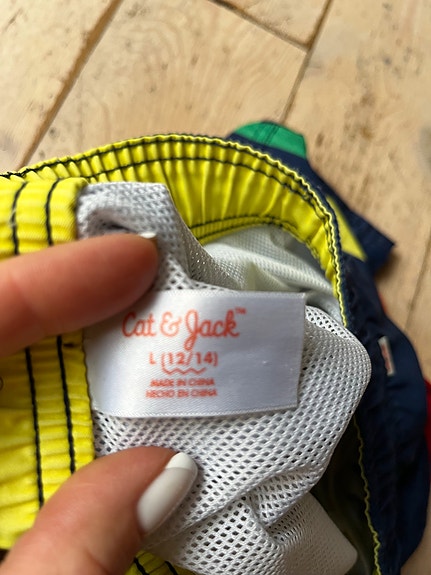 Cat & Jack™
L (12/14)
MADE IN CHINA
HECHO EN CHINA